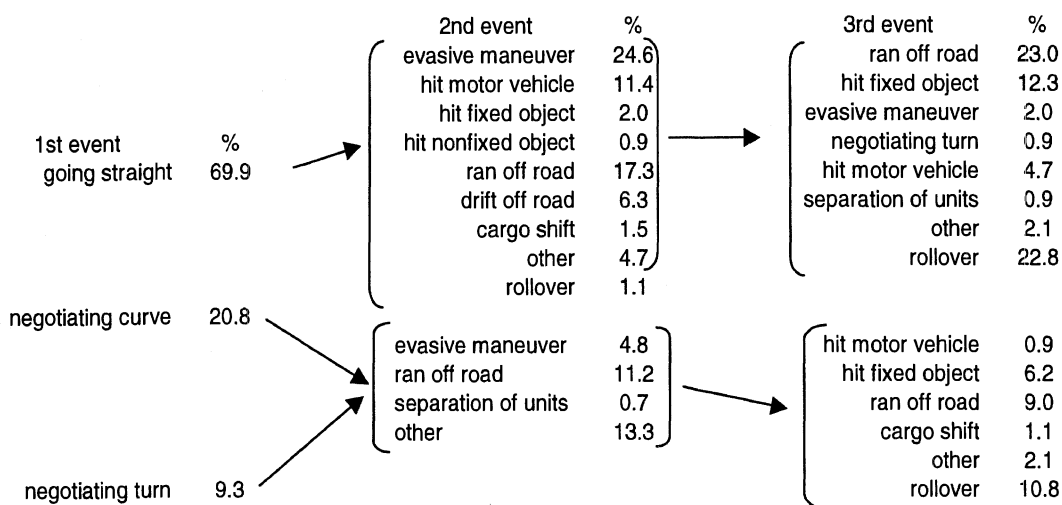 2nd event %
evasive maneuver 24.6
hit motor vehicle 11.4
hit fixed object 2.0
hit nonfixed object 0.9
ran off road 17.3
drift off road 6.3
cargo shift 1.5
other 4.7
rollover 1.1
3rd event %
ran off road 23.0
hit fixed object 12.3
evasive maneuver 2.0
negotiating turn 0.9
hit motor vehicle 4.7
separation of units 0.9
other 2.1
rollover 22.8
1st event %
going straight 69.9
negotiating curve 20.8
negotiating turn 9.3
evasive maneuver 4.8
ran off road 11.2
separation of units 0.7
other 13.3
hit motor vehicle 0.9
hit fixed object 6.2
ran off road 9.0
cargo shift 1.1
other 2.1
rollover 10.8